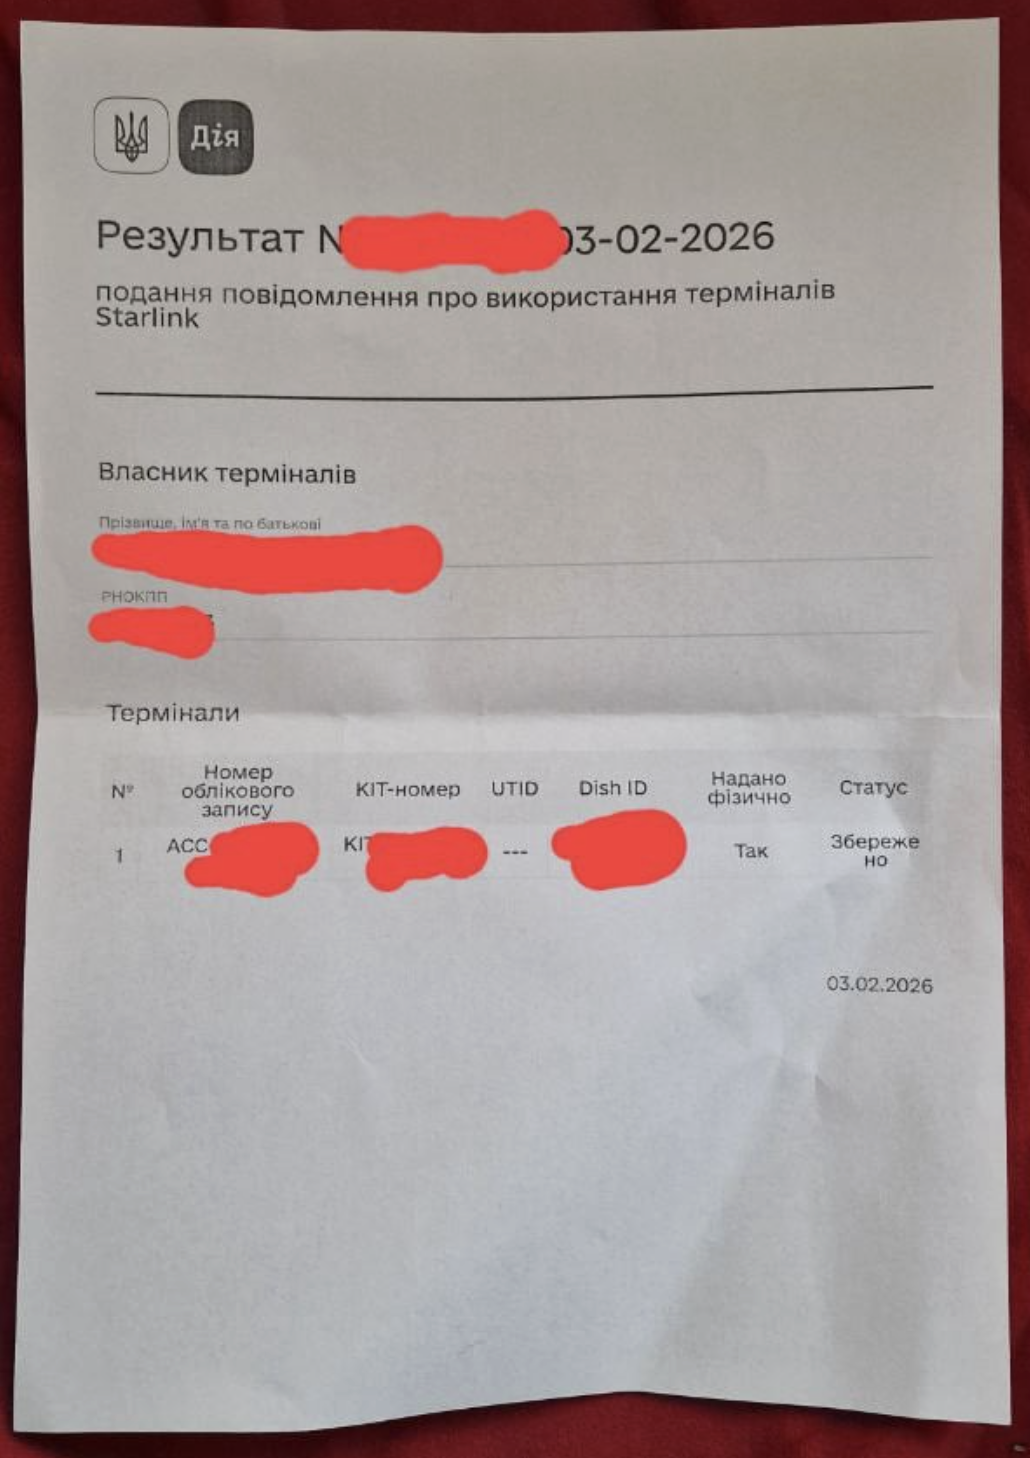 Дія
Результат N 03-02-2026
подання повідомлення про використання терміналів
Starlink
Власник терміналів
Прізвище, ім'я та по батькові
РНОКПП
Термінали
№ Номер облікового запису KIT-номер UTID Dish ID Надано фізично Статус
1 ACC KIT --- Так Збережено
03.02.2026